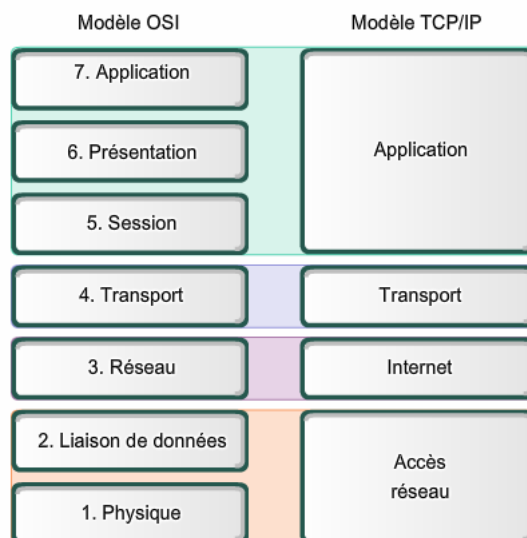 Modèle OSI
Modèle TCP/IP
7. Application
6. Présentation
5. Session
Application
4. Transport
Transport
3. Réseau
Internet
2. Liaison de données
1. Physique
Accès
réseau